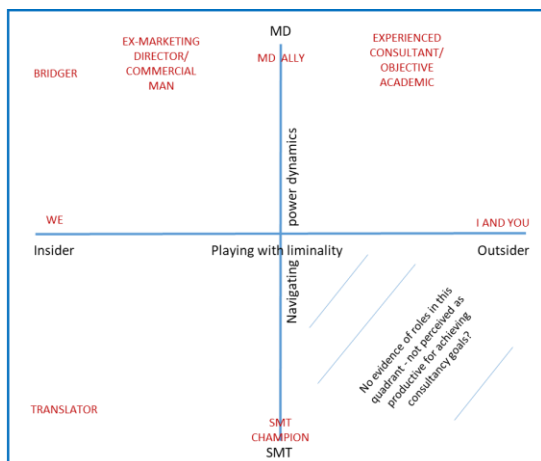 MD
EX-MARKETING
DIRECTOR/
COMMERCIAL
MAN
BRIDGER
MD ALLY
EXPERIENCED
CONSULTANT/
OBJECTIVE
ACADEMIC
power dynamics
WE
I AND YOU
Insider
Playing with liminality
Outsider
Navigating
No evidence of roles in this
quadrant - not perceived as
productive for achieving
consultancy goals?
TRANSLATOR
SMT
CHAMPION
SMT